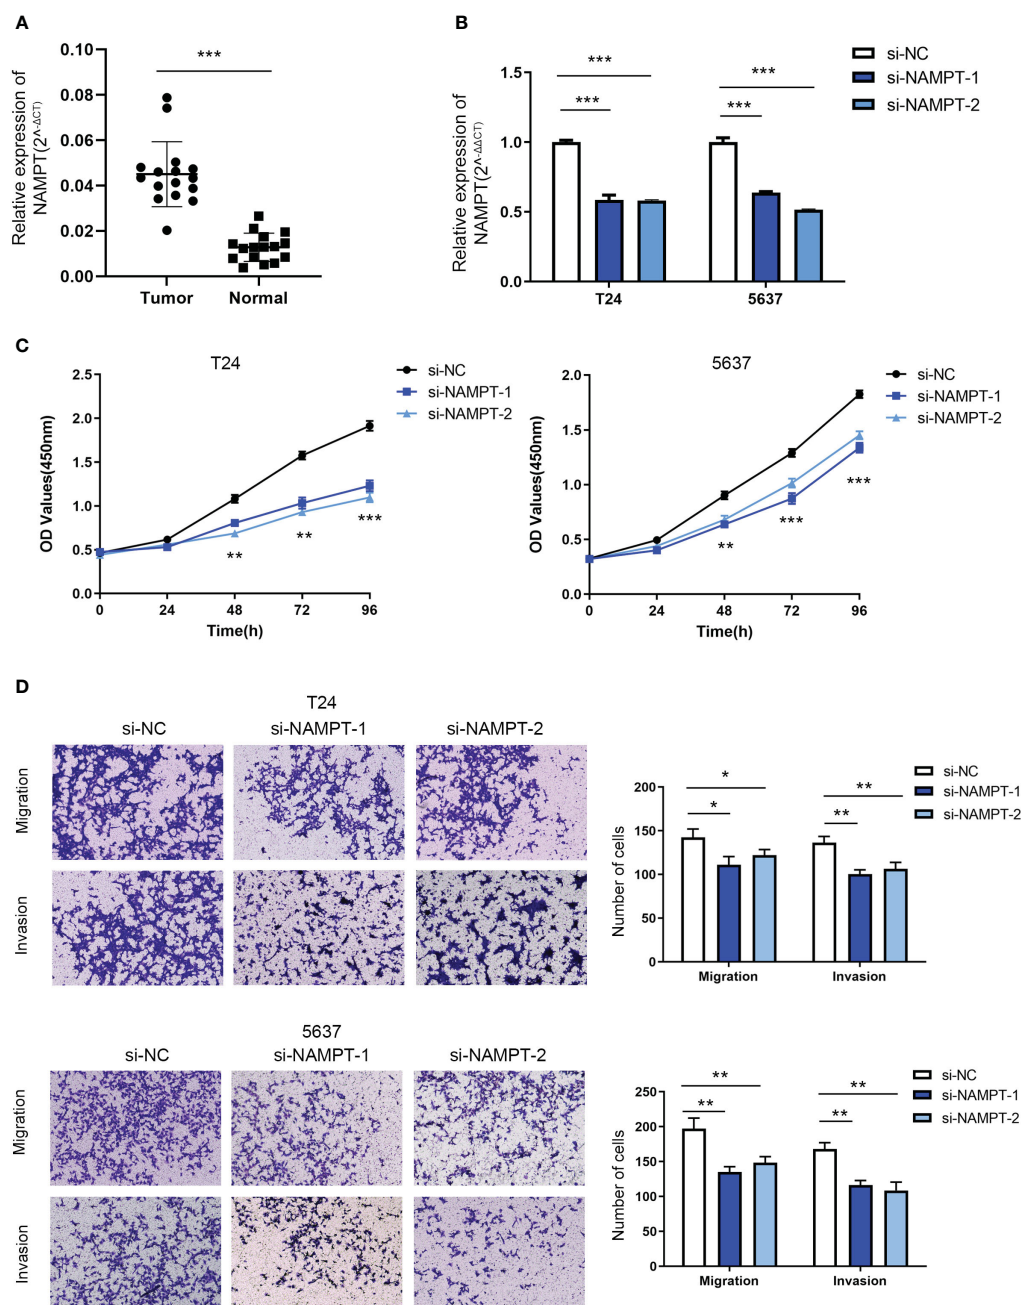 A
Relative expression of
NAMPT(2^-ΔCT)
0.10
0.08
0.06
0.04
0.02
0.00
***
Tumor Normal
B
Relative expression of
NAMPT(2^-ΔΔCT)
1.5
1.0
0.5
0.0
***
***
***
***
T24 5637
si-NC
si-NAMPT-1
si-NAMPT-2
C
T24
OD Values(450nm)
2.5
2.0
1.5
1.0
0.5
0.0
0 24 48 72 96
Time(h)
** ** ***
si-NC
si-NAMPT-1
si-NAMPT-2
5637
OD Values(450nm)
2.0
1.5
1.0
0.5
0.0
0 24 48 72 96
Time(h)
** *** ***
si-NC
si-NAMPT-1
si-NAMPT-2
D
T24
si-NC si-NAMPT-1 si-NAMPT-2
Migration
Invasion
Number of cells
200
150
100
50
0
* **
* **
Migration Invasion
si-NC
si-NAMPT-1
si-NAMPT-2
5637
si-NC si-NAMPT-1 si-NAMPT-2
Migration
Invasion
Number of cells
250
200
150
100
50
0
** **
** **
Migration Invasion
si-NC
si-NAMPT-1
si-NAMPT-2